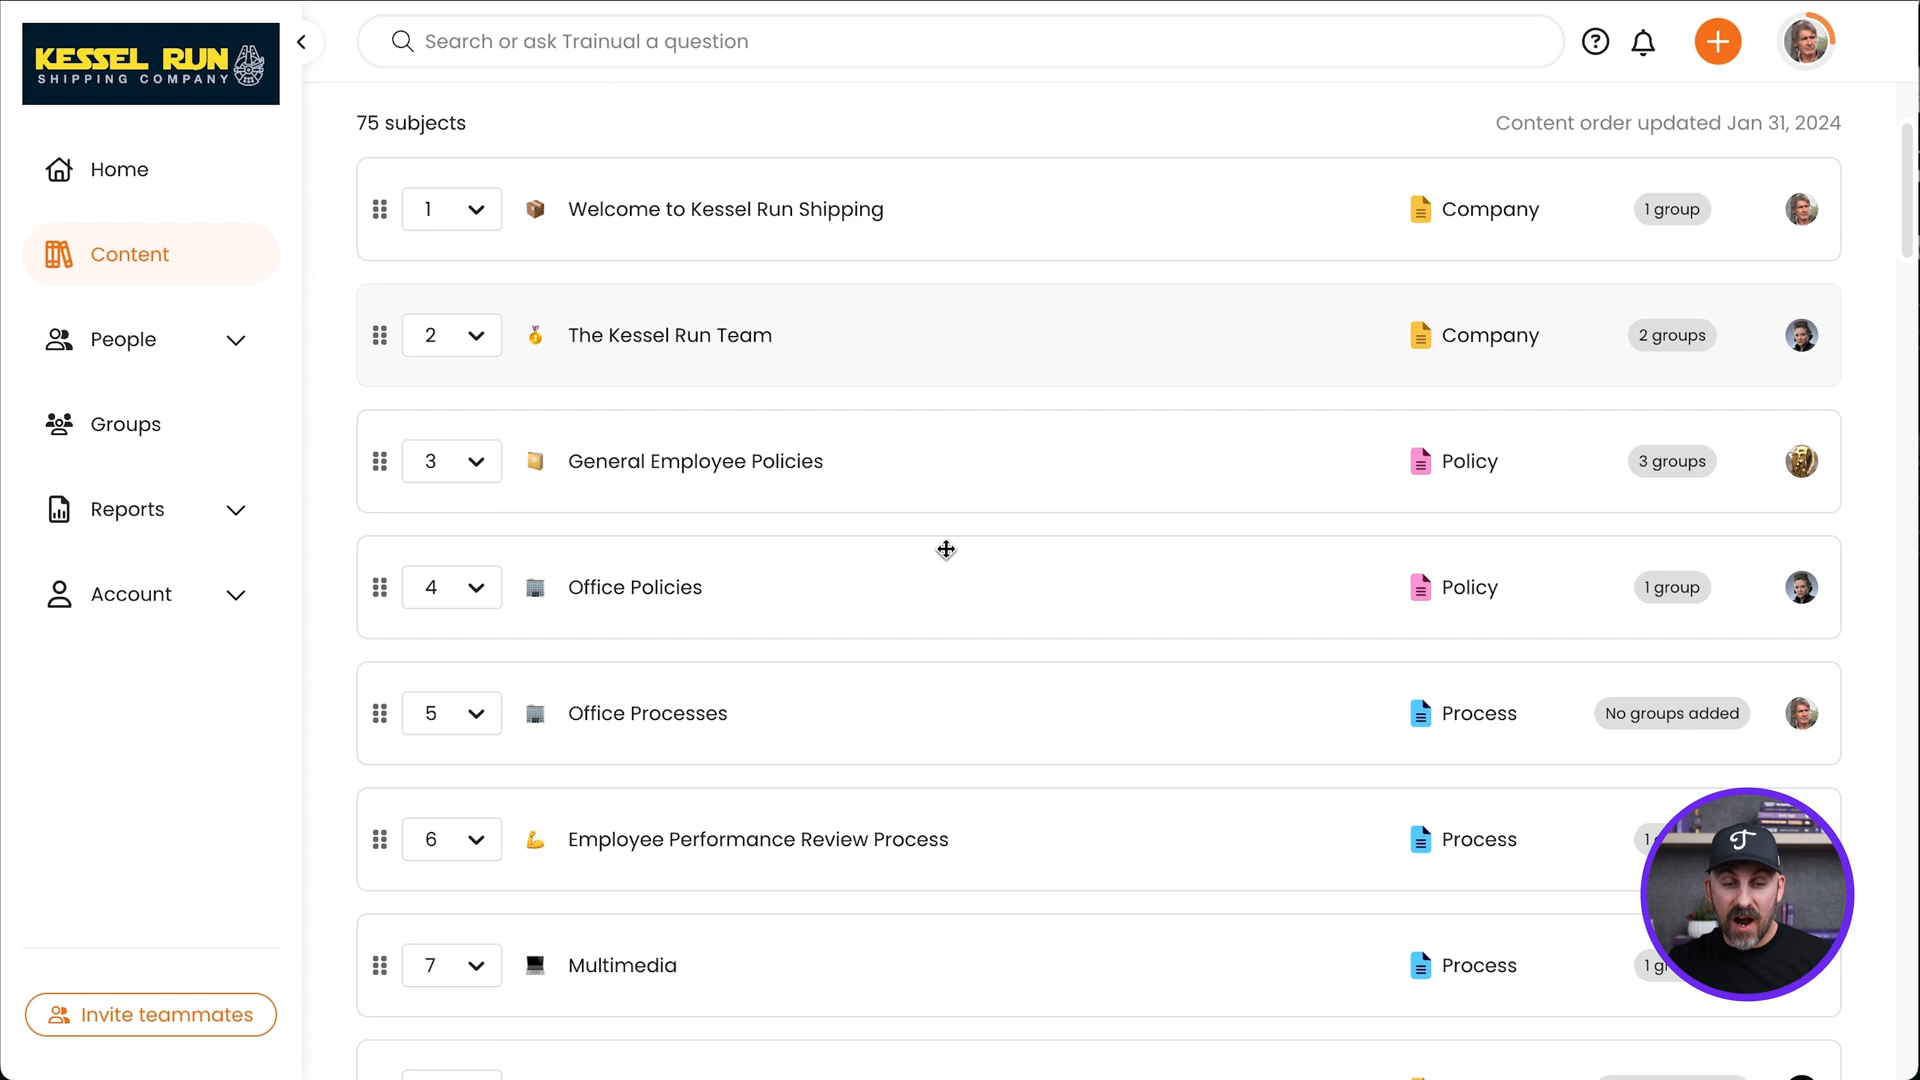 KESSEL RUN
SHIPPING COMPANY
Search or ask Trainual a question
Home
Content
People
Groups
Reports
Account
Invite teammates
75 subjects
Content order updated Jan 31, 2024
1 Welcome to Kessel Run Shipping Company 1 group
2 The Kessel Run Team Company 2 groups
3 General Employee Policies Policy 3 groups
4 Office Policies Policy 1 group
5 Office Processes Process No groups added
6 Employee Performance Review Process Process 1
7 Multimedia Process 1